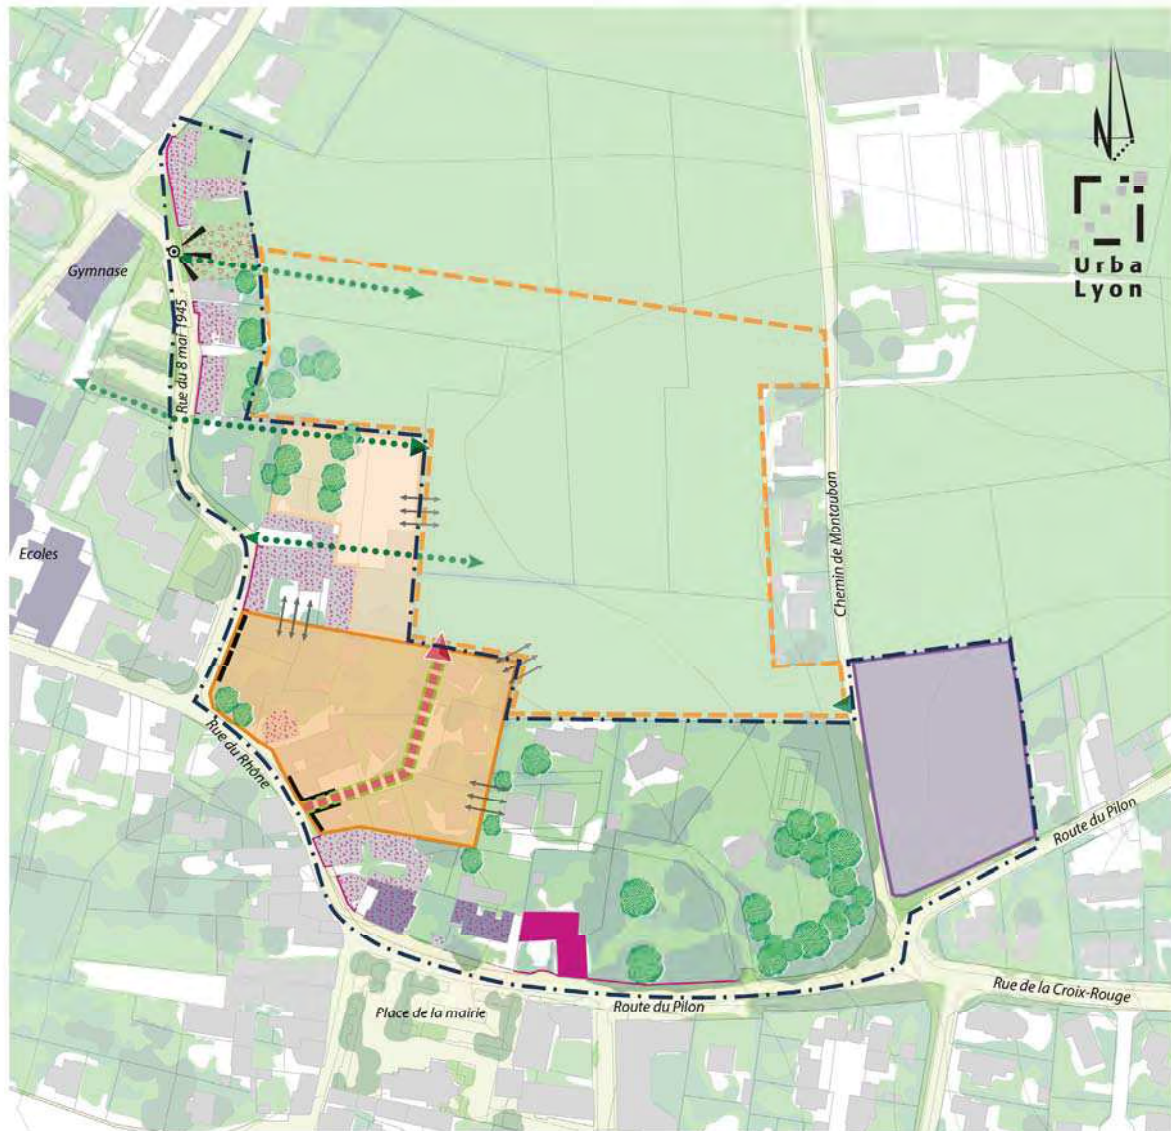 N
Urba
Lyon
Gymnase
Rue du 8 mai 1945
Ecoles
Chemin de Montauban
Rue du Rhône
Route du Pilon
Place de la mairie
Route du Pilon
Rue de la Croix-Rouge